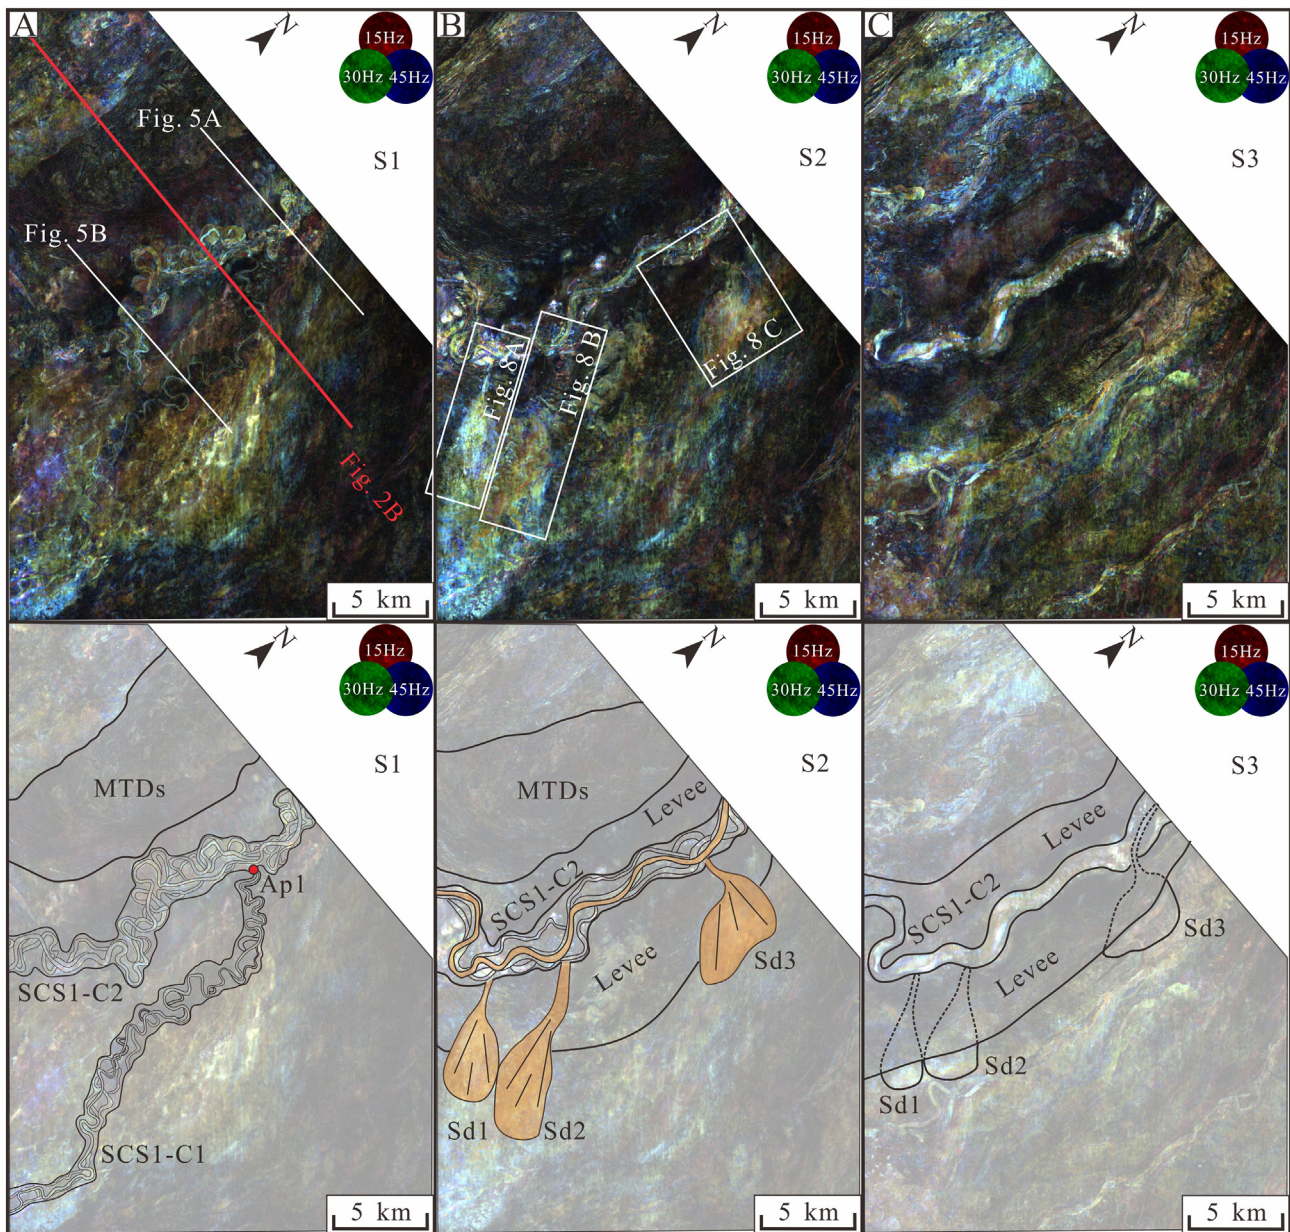 A
N
15Hz
30Hz
45Hz
S1
Fig. 5A
Fig. 5B
Fig. 2B
5 km
B
N
15Hz
30Hz
45Hz
S2
Fig. 8 A
Fig. 8 B
Fig. 8 C
5 km
C
N
15Hz
30Hz
45Hz
S3
5 km
N
15Hz
30Hz
45Hz
S1
MTDs
Ap1
SCS1-C2
SCS1-C1
5 km
N
15Hz
30Hz
45Hz
S2
MTDs
Levee
SCS1-C2
Levee
Sd3
Sd1
Sd2
5 km
N
15Hz
30Hz
45Hz
S3
Levee
SCS1-C2
Levee
Sd3
Sd2
Sd1
5 km